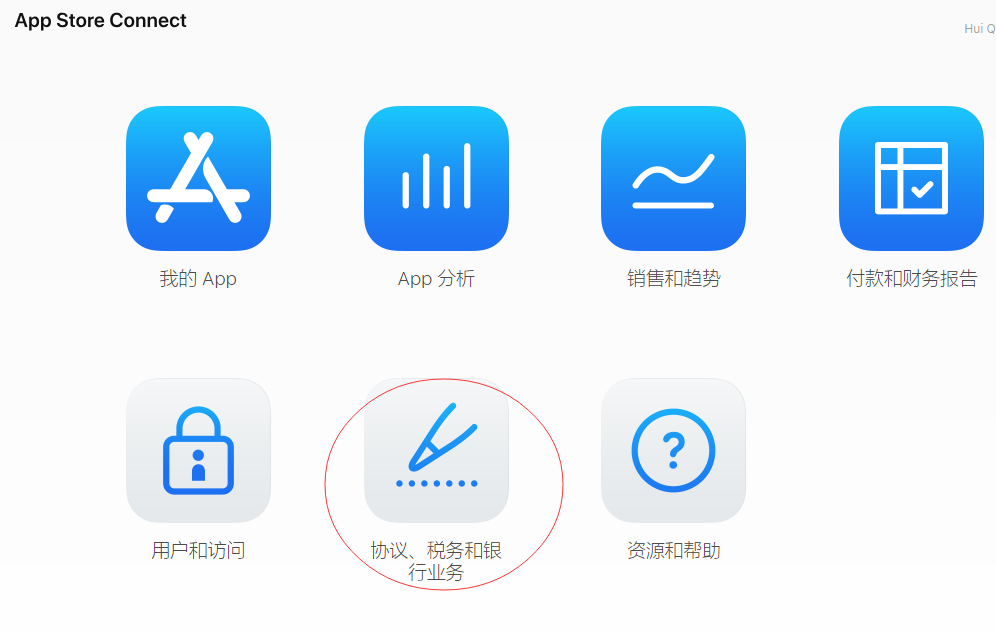 App Store Connect
Hui Q
我的 App
App 分析
销售和趋势
付款和财务报告
用户和访问
协议、税务和银
行业务
资源和帮助